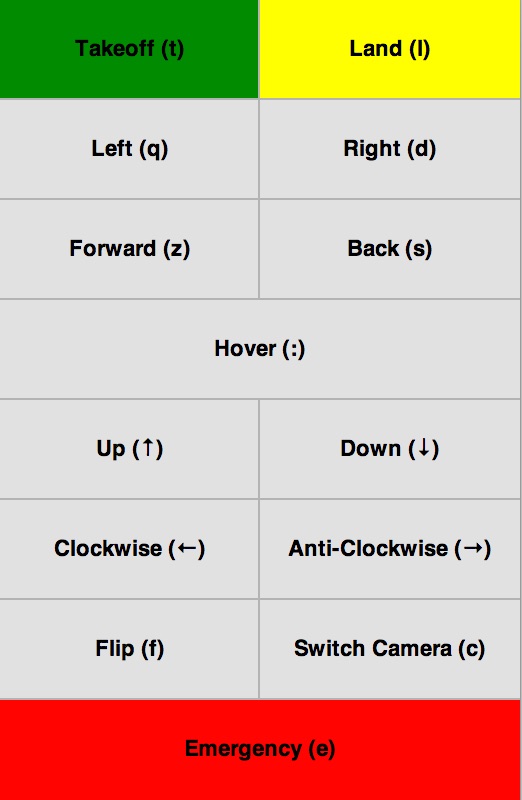 Takeoff (t)
Land (l)
Left (q)
Right (d)
Forward (z)
Back (s)
Hover (:)
Up (↑)
Down (↓)
Clockwise (←)
Anti-Clockwise (→)
Flip (f)
Switch Camera (c)
Emergency (e)